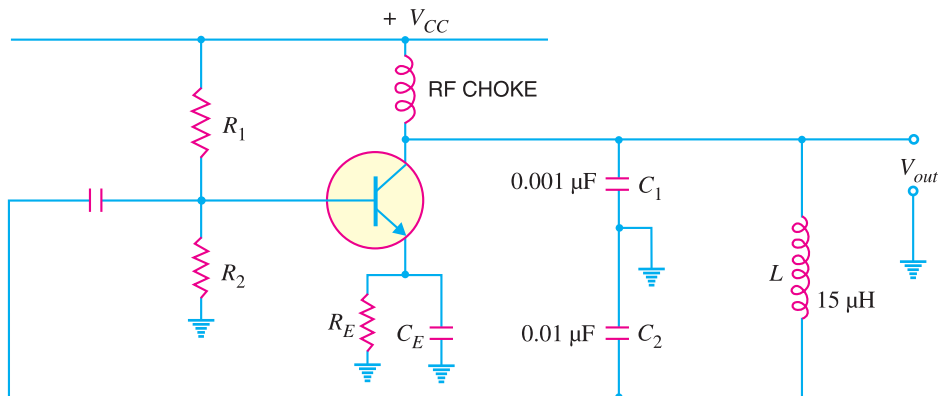 + V_CC
RF CHOKE
R_1
0.001 μF C_1
V_out
R_2
L
15 μH
R_E
C_E
0.01 μF C_2